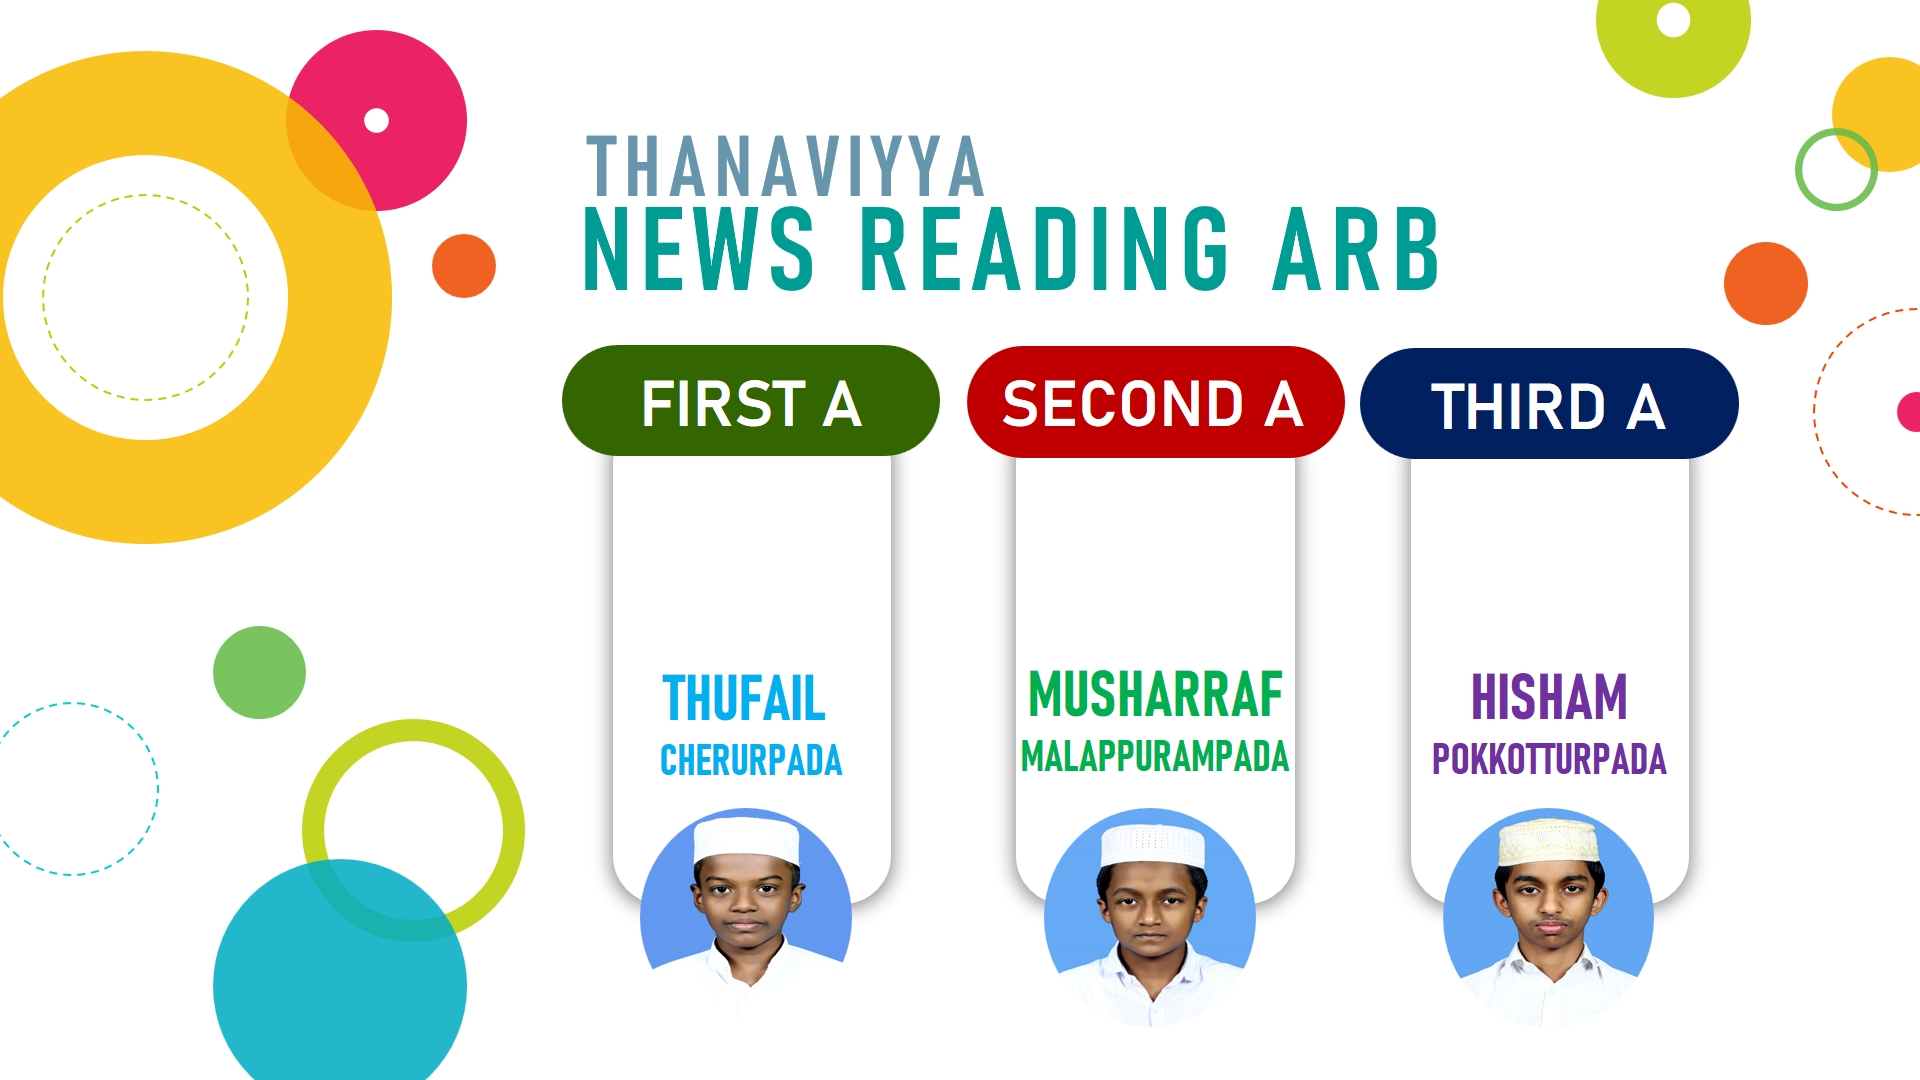 THANAVIYYA
NEWS READING ARB
FIRST A
SECOND A
THIRD A
THUFAIL
CHERURPADA
MUSHARRAF
MALAPPURAMPADA
HISHAM
POKKOTTURPADA